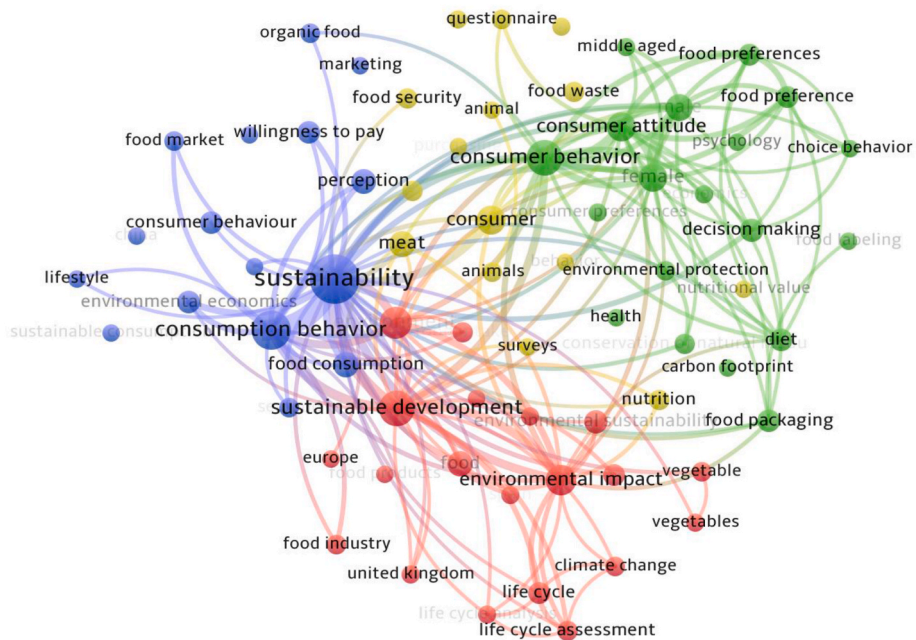 questionnaire
organic food
middle aged
food preferences
marketing
food waste
food security
animal
food preference
male
consumer attitude
food market
willingness to pay
psychology
choice behavior
consumer behavior
female
perception
consumer preferences
consumer
consumer behaviour
decision making
china
meat
food labeling
behavior
environmental protection
animals
sustainability
lifestyle
nutritional value
environmental economics
health
consumption behavior
surveys
diet
food consumption
carbon footprint
nutrition
sustainable development
environmental sustainability
food packaging
europe
food products
food
environmental impact
vegetable
vegetables
food industry
climate change
united kingdom
life cycle
life cycle analysis
life cycle assessment